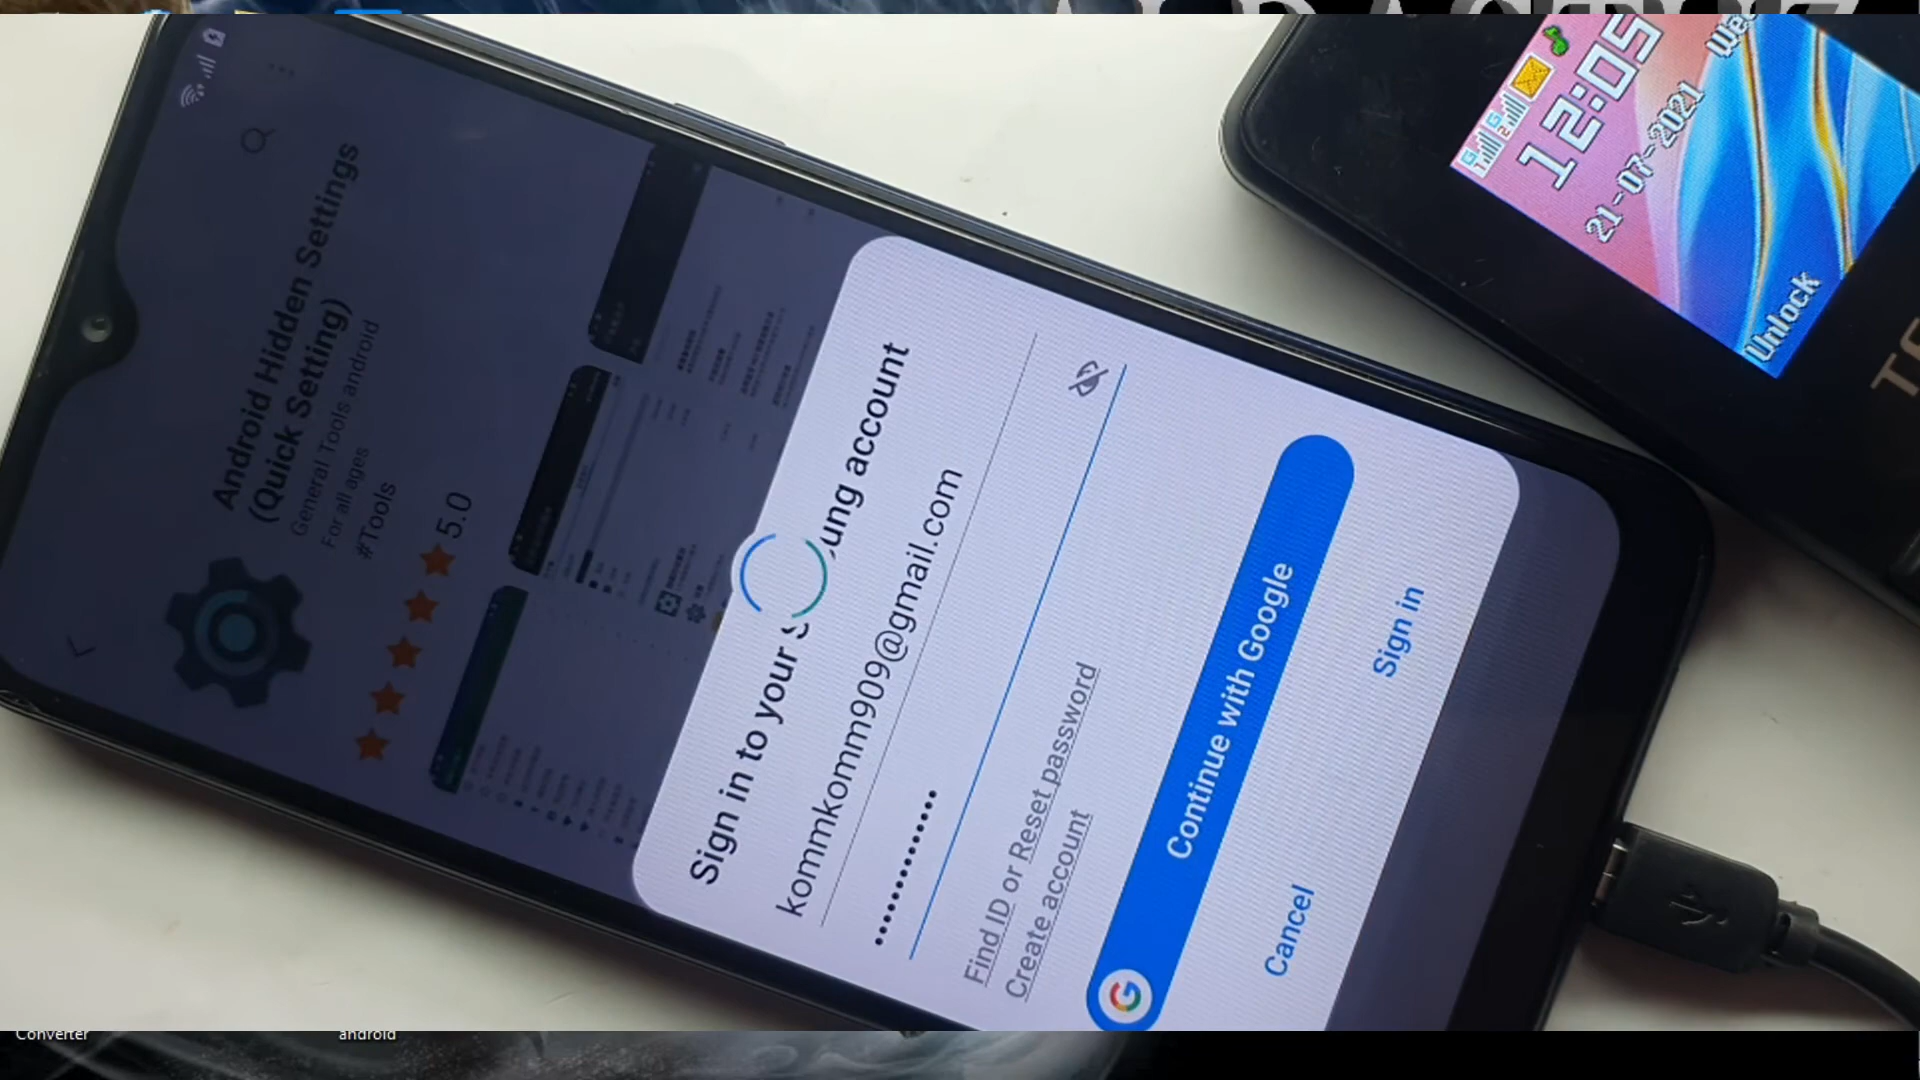 Android Hidden Settings
(Quick Setting)
General Tools android
For all ages
#Tools
5.0
Sign in to your S ung account
kommkomm909@gmail.com
••••••••••••••
Find ID or Reset password
Create account
Continue with Google
Cancel
Sign in
12:05
21-07-2021
Wed
Unlock
Converter
android